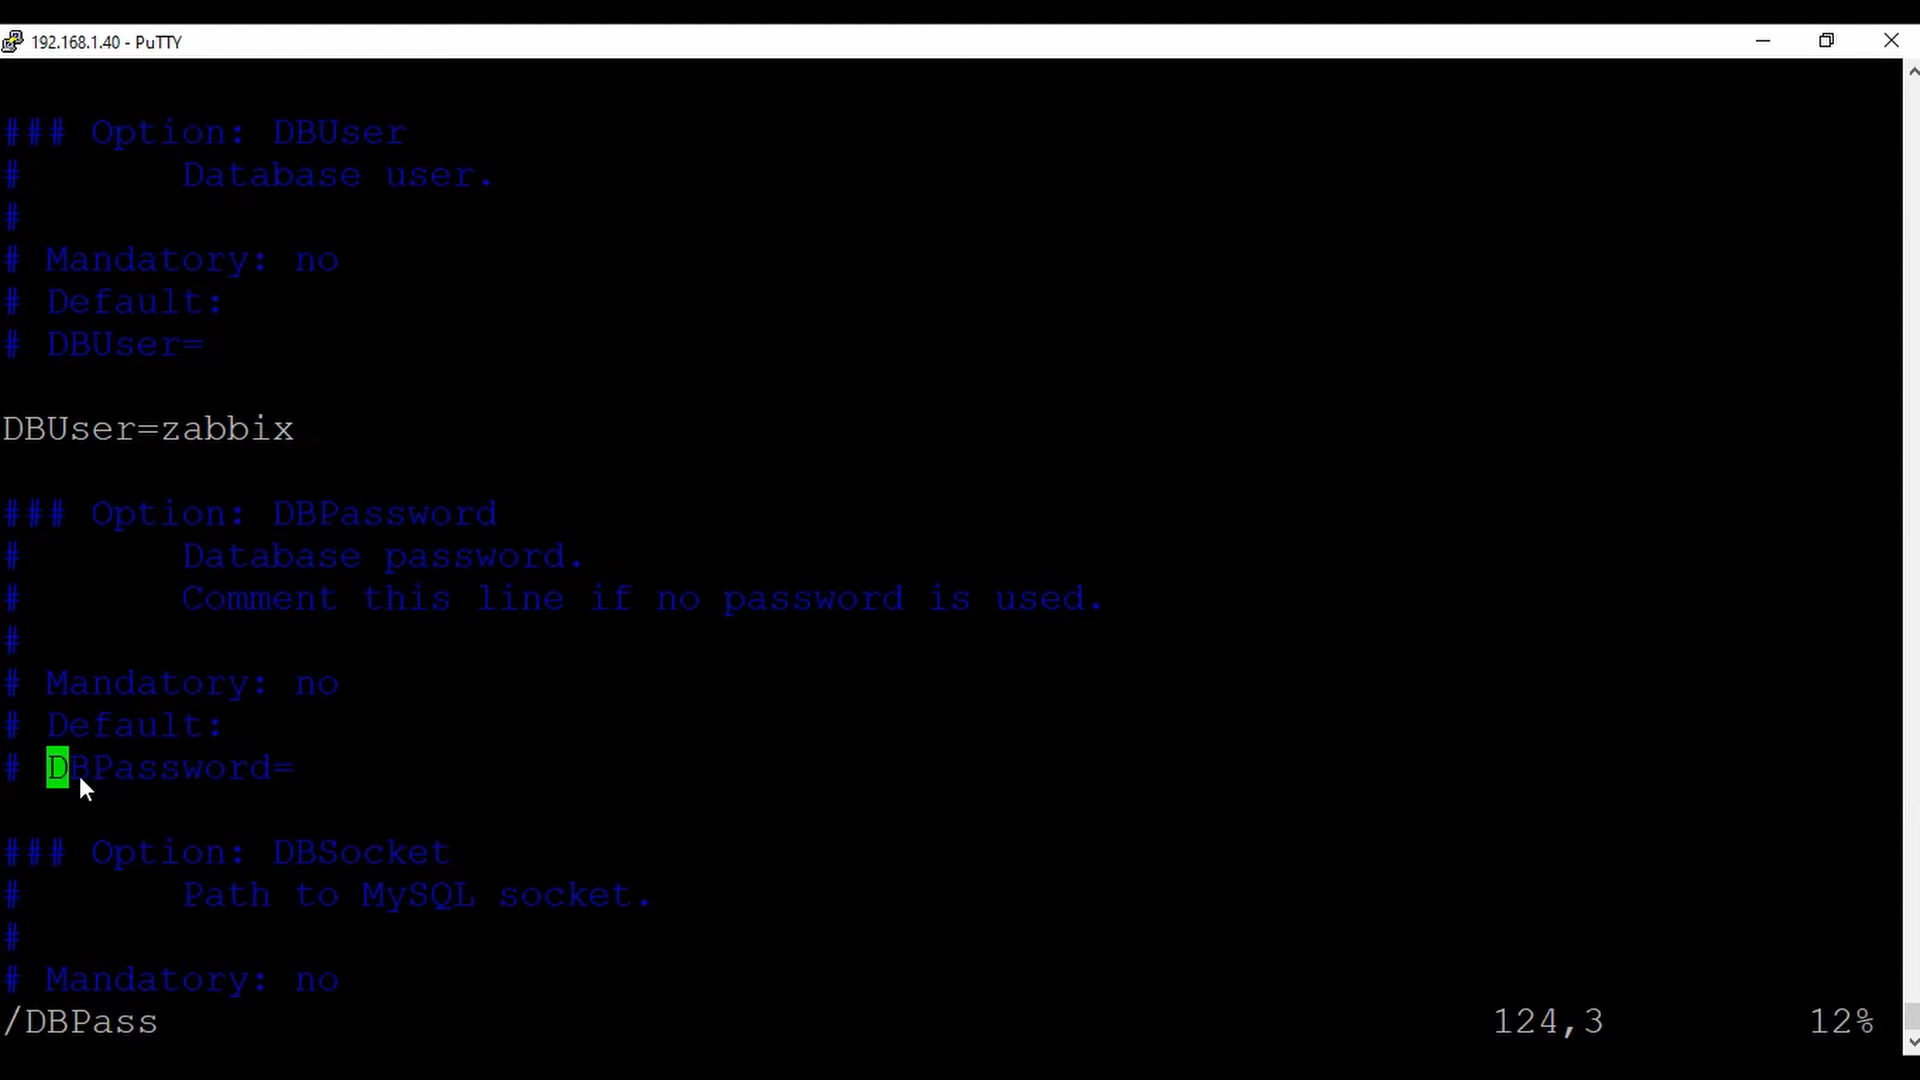 192.168.1.40 - PuTTY
### Option: DBUser
#       Database user.
#
# Mandatory: no
# Default:
# DBUser=
DBUser=zabbix
### Option: DBPassword
#       Database password.
#       Comment this line if no password is used.
#
# Mandatory: no
# Default:
# DBPassword=
### Option: DBSocket
#       Path to MySQL socket.
#
# Mandatory: no
/DBPass 124,3 12%